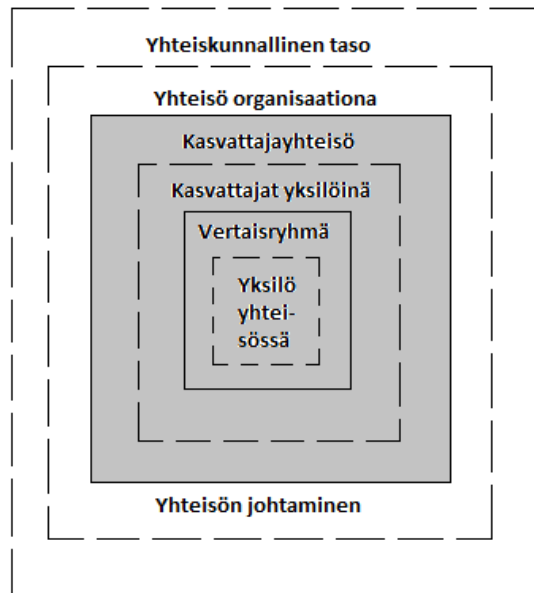 Yhteiskunnallinen taso
Yhteisö organisaationa
Kasvattajayhteisö
Kasvattajat yksilöinä
Vertaisryhmä
Yksilö
yhtei-
sössä
Yhteisön johtaminen